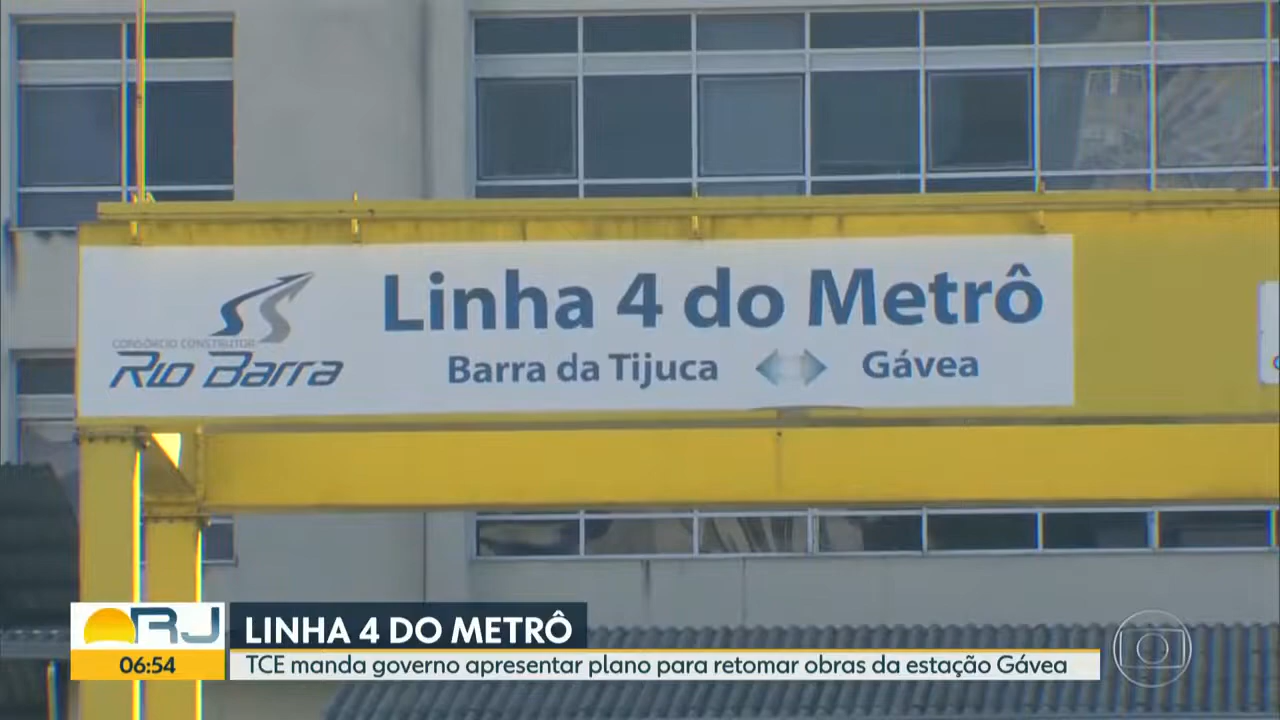 CONSÓRCIO CONSTRUTOR
RIO BARRA
Linha 4 do Metrô
Barra da Tijuca
Gávea
RJ
06:54
LINHA 4 DO METRÔ
TCE manda governo apresentar plano para retomar obras da estação Gávea